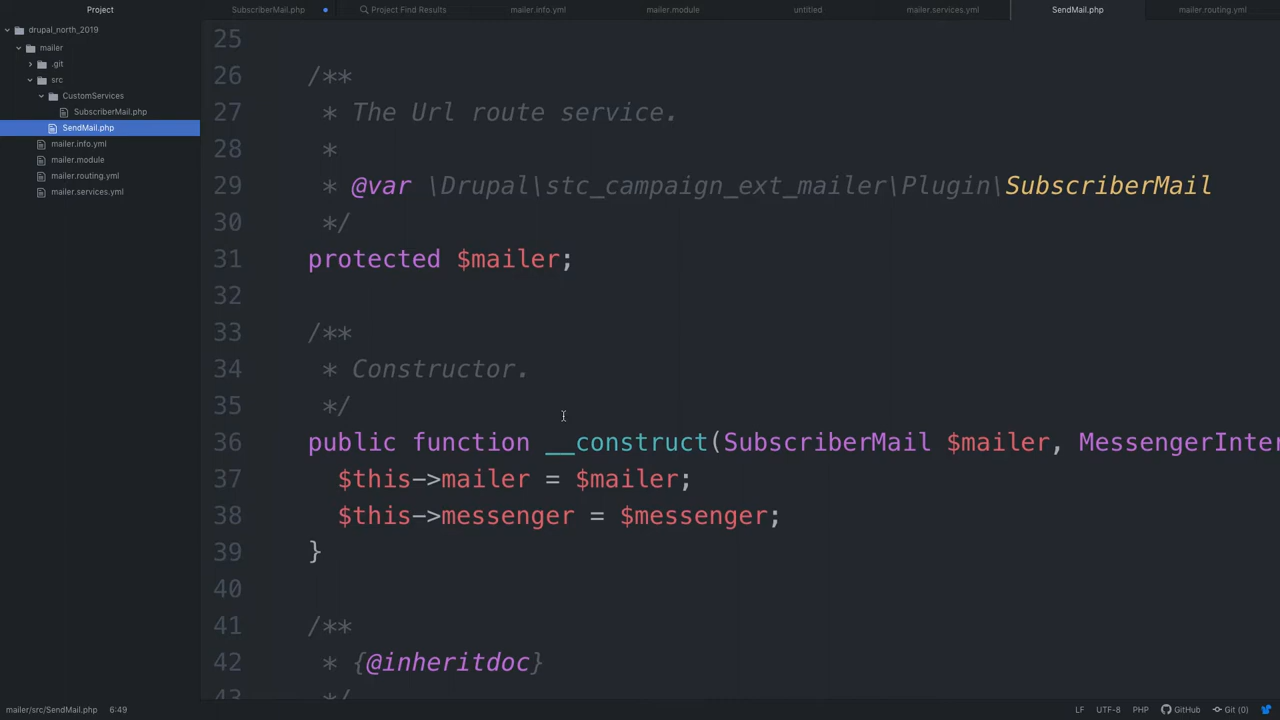 Project
SubscriberMail.php
Project Find Results
mailer.info.yml
mailer.module
untitled
mailer.services.yml
SendMail.php
mailer.routing.yml
drupal_north_2019
mailer
.git
src
CustomServices
SubscriberMail.php
SendMail.php
mailer.info.yml
mailer.module
mailer.routing.yml
mailer.services.yml
25
26 /**
27 * The Url route service.
28 *
29 * @var \Drupal\stc_campaign_ext_mailer\Plugin\SubscriberMail
30 */
31 protected $mailer;
32
33 /**
34 * Constructor.
35 */
36 public function __construct(SubscriberMail $mailer, MessengerInter
37 $this->mailer = $mailer;
38 $this->messenger = $messenger;
39 }
40
41 /**
42 * {@inheritdoc}
43 */
mailer/src/SendMail.php 6:49
LF UTF-8 PHP GitHub Git (0)